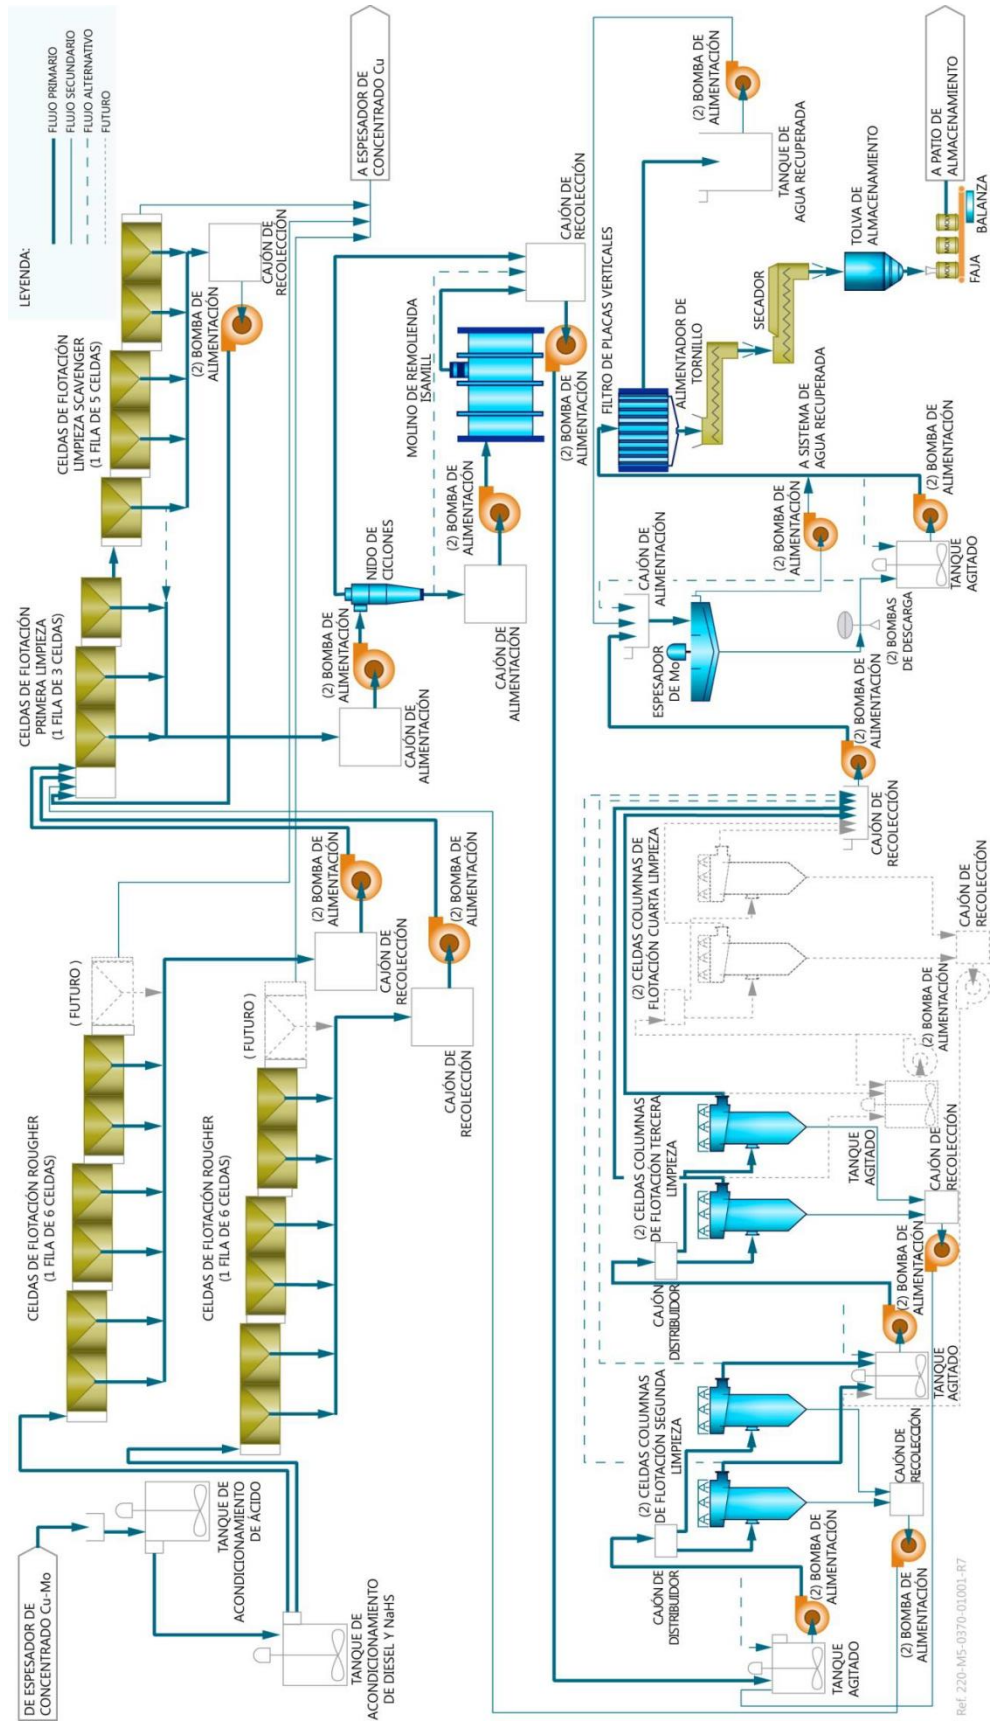 LEYENDA:
FLUJO PRIMARIO
FLUJO SECUNDARIO
FLUJO ALTERNATIVO
FUTURO
DE ESPESADOR DE
CONCENTRADO Cu-Mo
TANQUE DE
ACONDICIONAMIENTO
DE ÁCIDO
TANQUE DE
ACONDICIONAMIENTO
DE DIESEL Y NaHS
CELDAS DE FLOTACIÓN ROUGHER
(1 FILA DE 6 CELDAS)
( FUTURO )
CELDAS DE FLOTACIÓN ROUGHER
(1 FILA DE 6 CELDAS)
( FUTURO )
CAJÓN DE
RECOLECCIÓN
(2) BOMBA DE
ALIMENTACIÓN
CAJÓN DE
RECOLECCIÓN
(2) BOMBA DE
ALIMENTACIÓN
CELDAS DE FLOTACIÓN
PRIMERA LIMPIEZA
(1 FILA DE 3 CELDAS)
CELDAS DE FLOTACIÓN
LIMPIEZA SCAVENGER
(1 FILA DE 5 CELDAS)
(2) BOMBA DE
ALIMENTACIÓN
CAJÓN DE
RECOLECCIÓN
A ESPESADOR DE
CONCENTRADO Cu
CAJÓN DE
ALIMENTACIÓN
(2) BOMBA DE
ALIMENTACIÓN
NIDO DE
CICLONES
CAJÓN DE
ALIMENTACIÓN
(2) BOMBA DE
ALIMENTACIÓN
MOLINO DE REMOLIENDA
ISAMILL
CAJÓN DE
RECOLECCIÓN
(2) BOMBA DE
ALIMENTACIÓN
TANQUE
AGITADO
(2) BOMBA DE
ALIMENTACIÓN
CAJÓN DE
DISTRIBUIDOR
(2) CELDAS COLUMNAS
DE FLOTACIÓN SEGUNDA
LIMPIEZA
CAJÓN DE
RECOLECCIÓN
(2) BOMBA DE
ALIMENTACIÓN
TANQUE
AGITADO
(2) BOMBA DE
ALIMENTACIÓN
CAJÓN
DISTRIBUIDOR
(2) CELDAS COLUMNAS
DE FLOTACIÓN TERCERA
LIMPIEZA
CAJÓN DE
RECOLECCIÓN
TANQUE
AGITADO
(2) BOMBA DE
ALIMENTACIÓN
(2) CELDAS COLUMNAS DE
FLOTACIÓN CUARTA LIMPIEZA
CAJÓN DE
RECOLECCIÓN
CAJÓN DE
RECOLECCIÓN
(2) BOMBA DE
ALIMENTACIÓN
ESPESADOR
DE Mo
CAJÓN DE
ALIMENTACIÓN
(2) BOMBAS
DE DESCARGA
(2) BOMBA DE
ALIMENTACIÓN
A SISTEMA DE
AGUA RECUPERADA
TANQUE
AGITADO
(2) BOMBA DE
ALIMENTACIÓN
FILTRO DE PLACAS VERTICALES
ALIMENTADOR DE
TORNILLO
SECADOR
TANQUE DE
AGUA RECUPERADA
(2) BOMBA DE
ALIMENTACIÓN
TOLVA DE
ALMACENAMIENTO
FAJA
BALANZA
A PATIO DE
ALMACENAMIENTO
Ref. 220-M5-0370-01001-R7